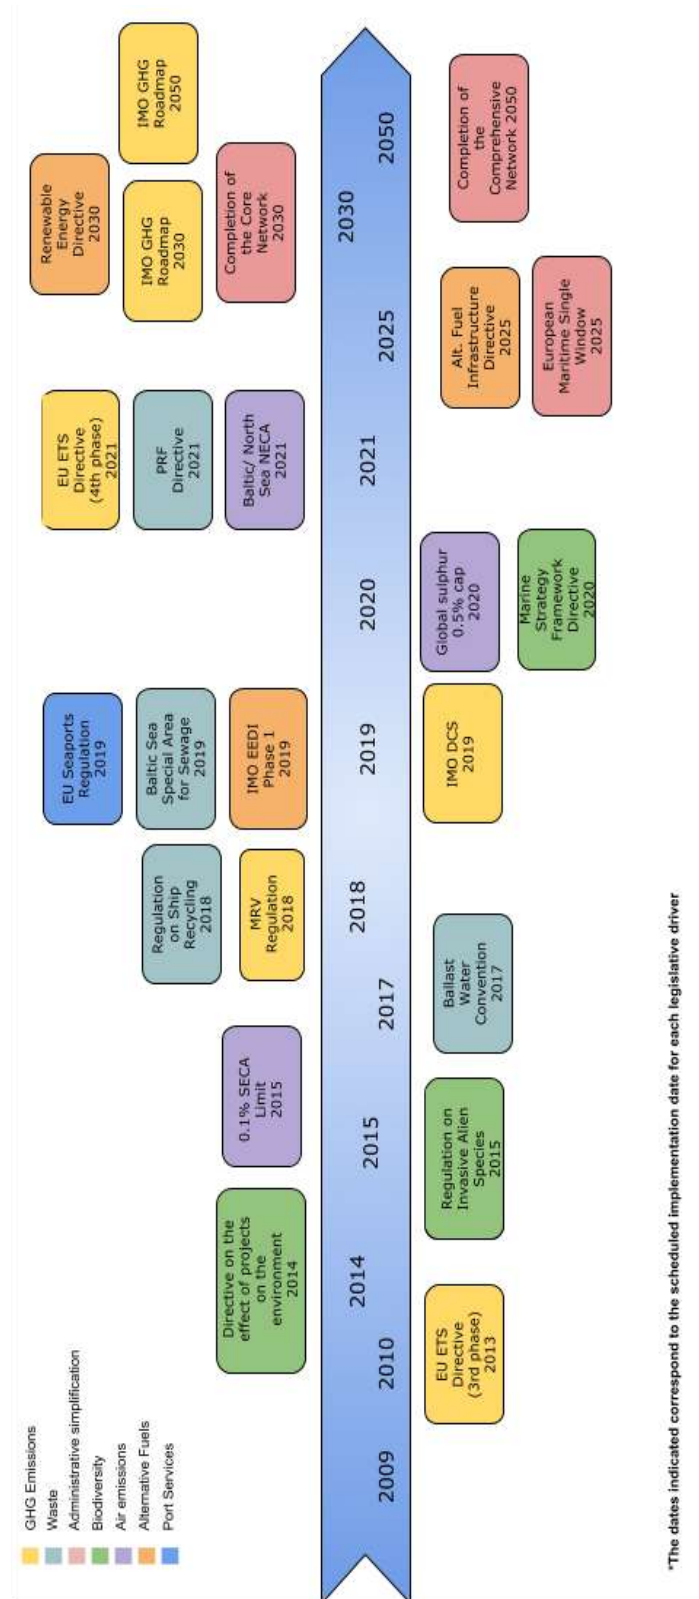 GHG Emissions
Waste
Administrative simplification
Biodiversity
Air emissions
Alternative Fuels
Port Services
EU Seaports
Regulation
2019
EU ETS
Directive
(4th phase)
2021
Renewable
Energy
Directive
2030
Regulation
on Ship
Recycling
2018
Baltic Sea
Special Area
for Sewage
2019
PRF
Directive
2021
IMO GHG
Roadmap
2030
IMO GHG
Roadmap
2050
Directive on the
effect of projects
on the
environment
2014
0.1% SECA
Limit
2015
MRV
Regulation
2018
IMO EEDI
Phase 1
2019
Baltic/ North
Sea NECA
2021
Completion of
the Core
Network
2030
2009
2010
2014
2015
2017
2018
2019
2020
2021
2025
2030
2050
EU ETS
Directive
(3rd phase)
2013
Regulation on
Invasive Alien
Species
2015
Ballast
Water
Convention
2017
IMO DCS
2019
Global sulphur
0.5% cap
2020
Alt. Fuel
Infrastructure
Directive
2025
Completion of
the
Comprehensive
Network 2050
Marine
Strategy
Framework
Directive
2020
European
Maritime Single
Window
2025
*The dates indicated correspond to the scheduled implementation date for each legislative driver